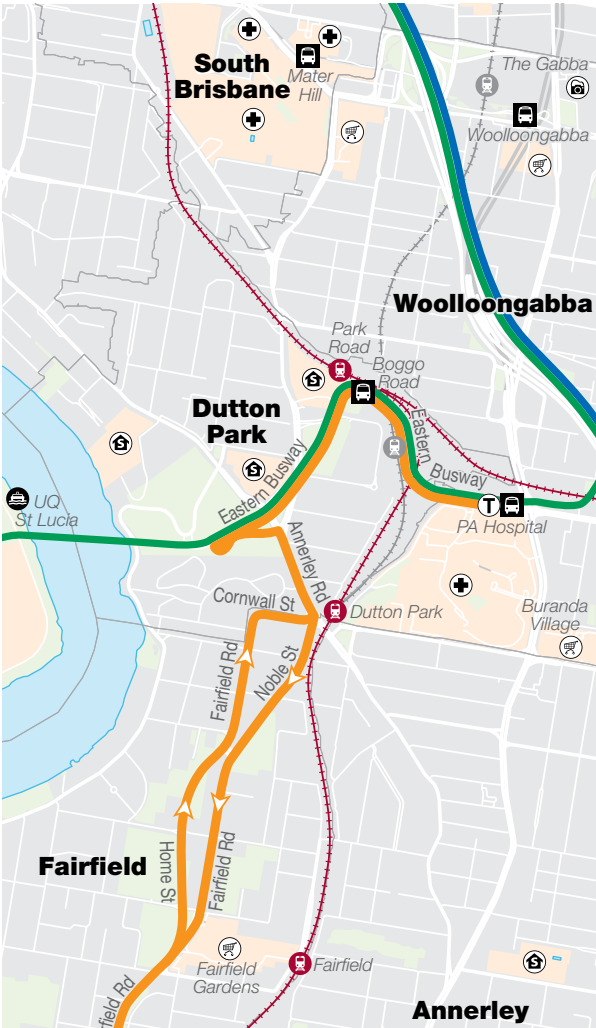 South
Brisbane
Mater
Hill
The Gabba
Woolloongabba
Woolloongabba
Park
Road
Boggo
Road
S
Dutton
Park
S
S
Eastern Busway
Eastern
Busway
UQ
St Lucia
T
PA Hospital
Annerley Rd
Cornwall St
Dutton Park
Buranda
Village
Fairfield Rd
Noble St
Fairfield
Home St
Fairfield Rd
Fairfield
Gardens
Fairfield
S
field Rd
Annerley